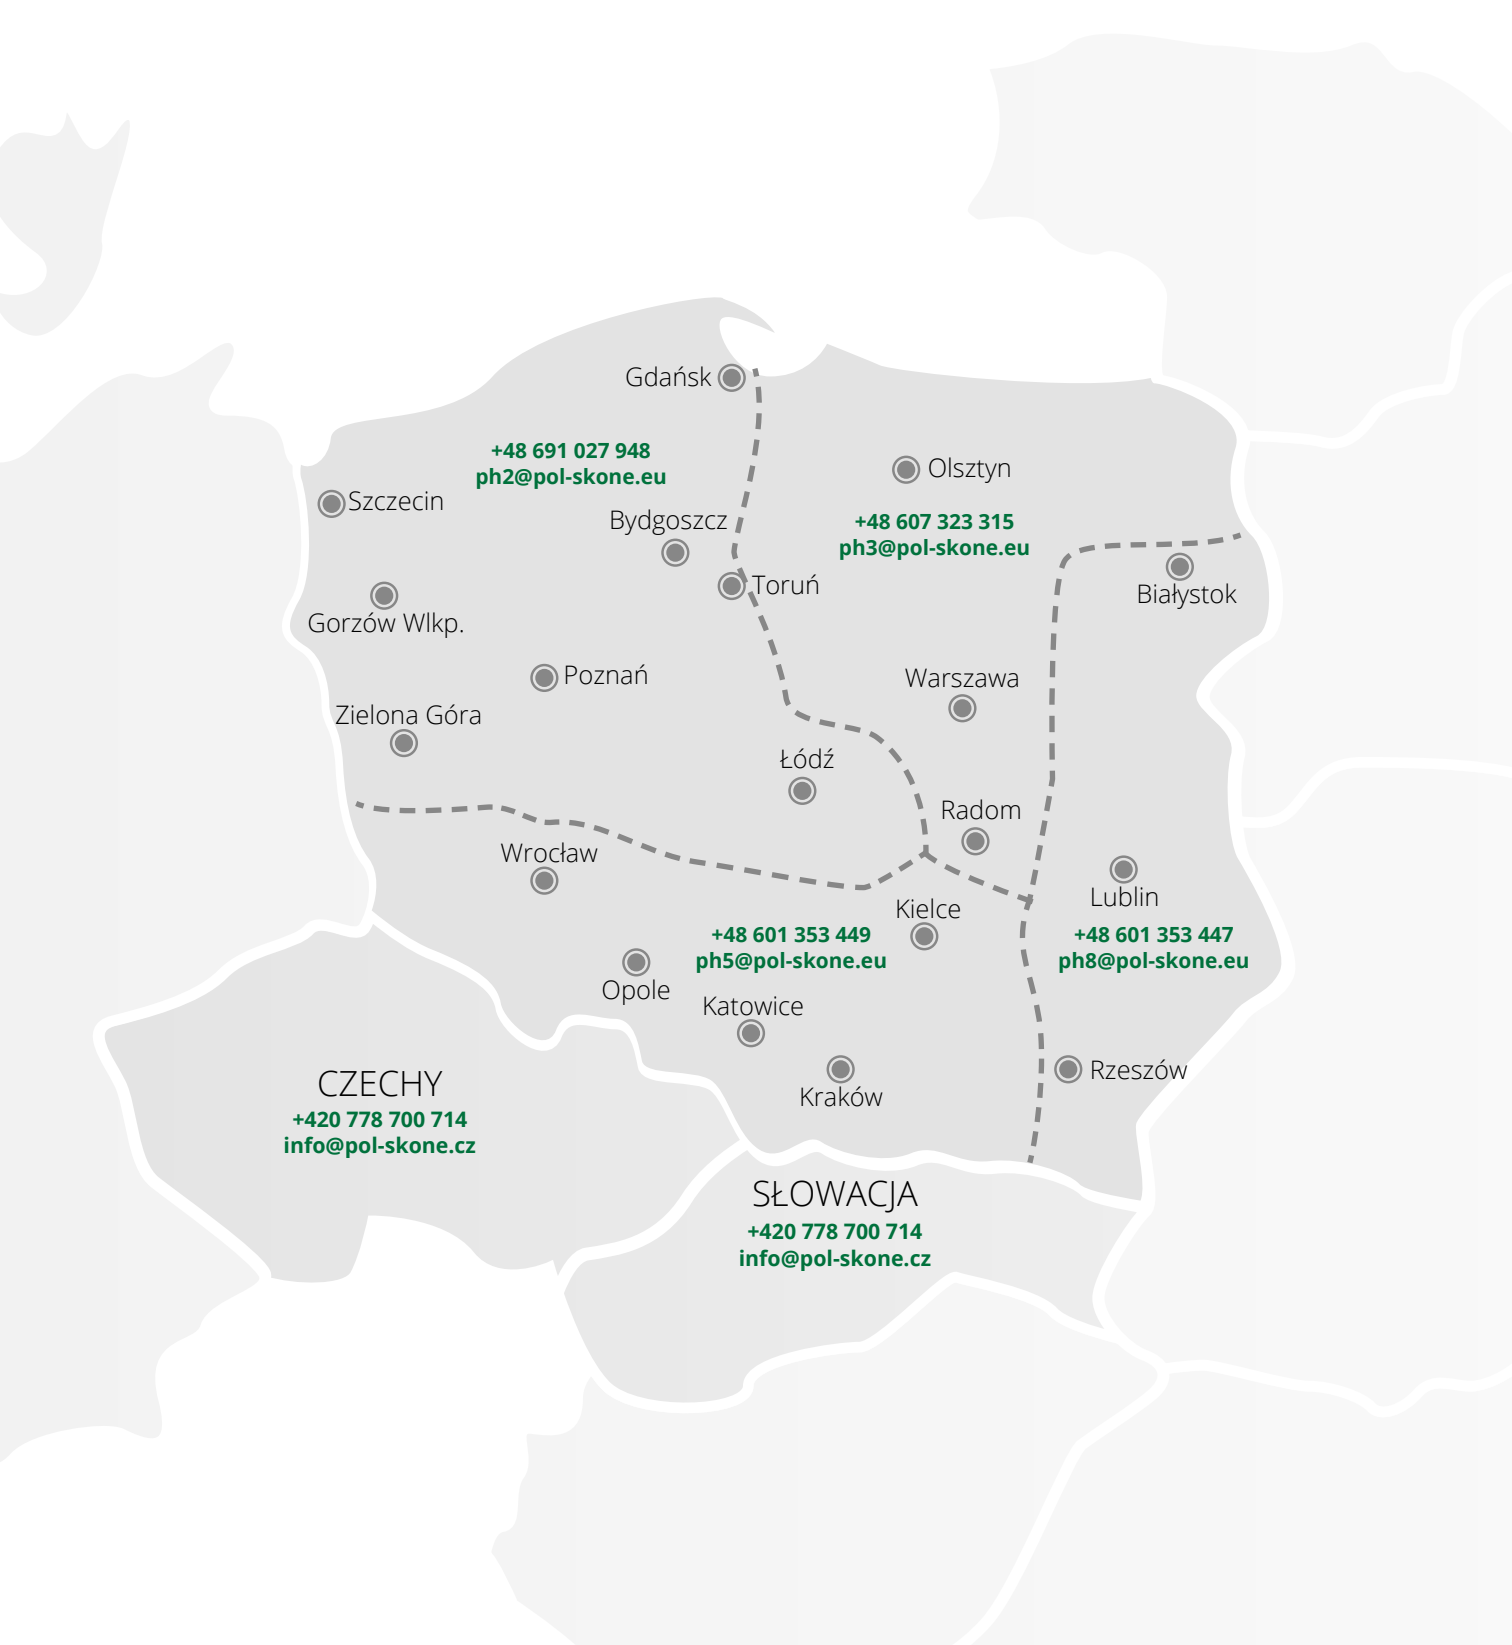 Gdańsk
+48 691 027 948
ph2@pol-skone.eu
Olsztyn
Szczecin
Bydgoszcz
+48 607 323 315
ph3@pol-skone.eu
Toruń
Białystok
Gorzów Wlkp.
Poznań
Warszawa
Zielona Góra
Łódź
Radom
Wrocław
Lublin
Kielce
+48 601 353 449
ph5@pol-skone.eu
+48 601 353 447
ph8@pol-skone.eu
Opole
Katowice
Rzeszów
Kraków
CZECHY
+420 778 700 714
info@pol-skone.cz
SŁOWACJA
+420 778 700 714
info@pol-skone.cz